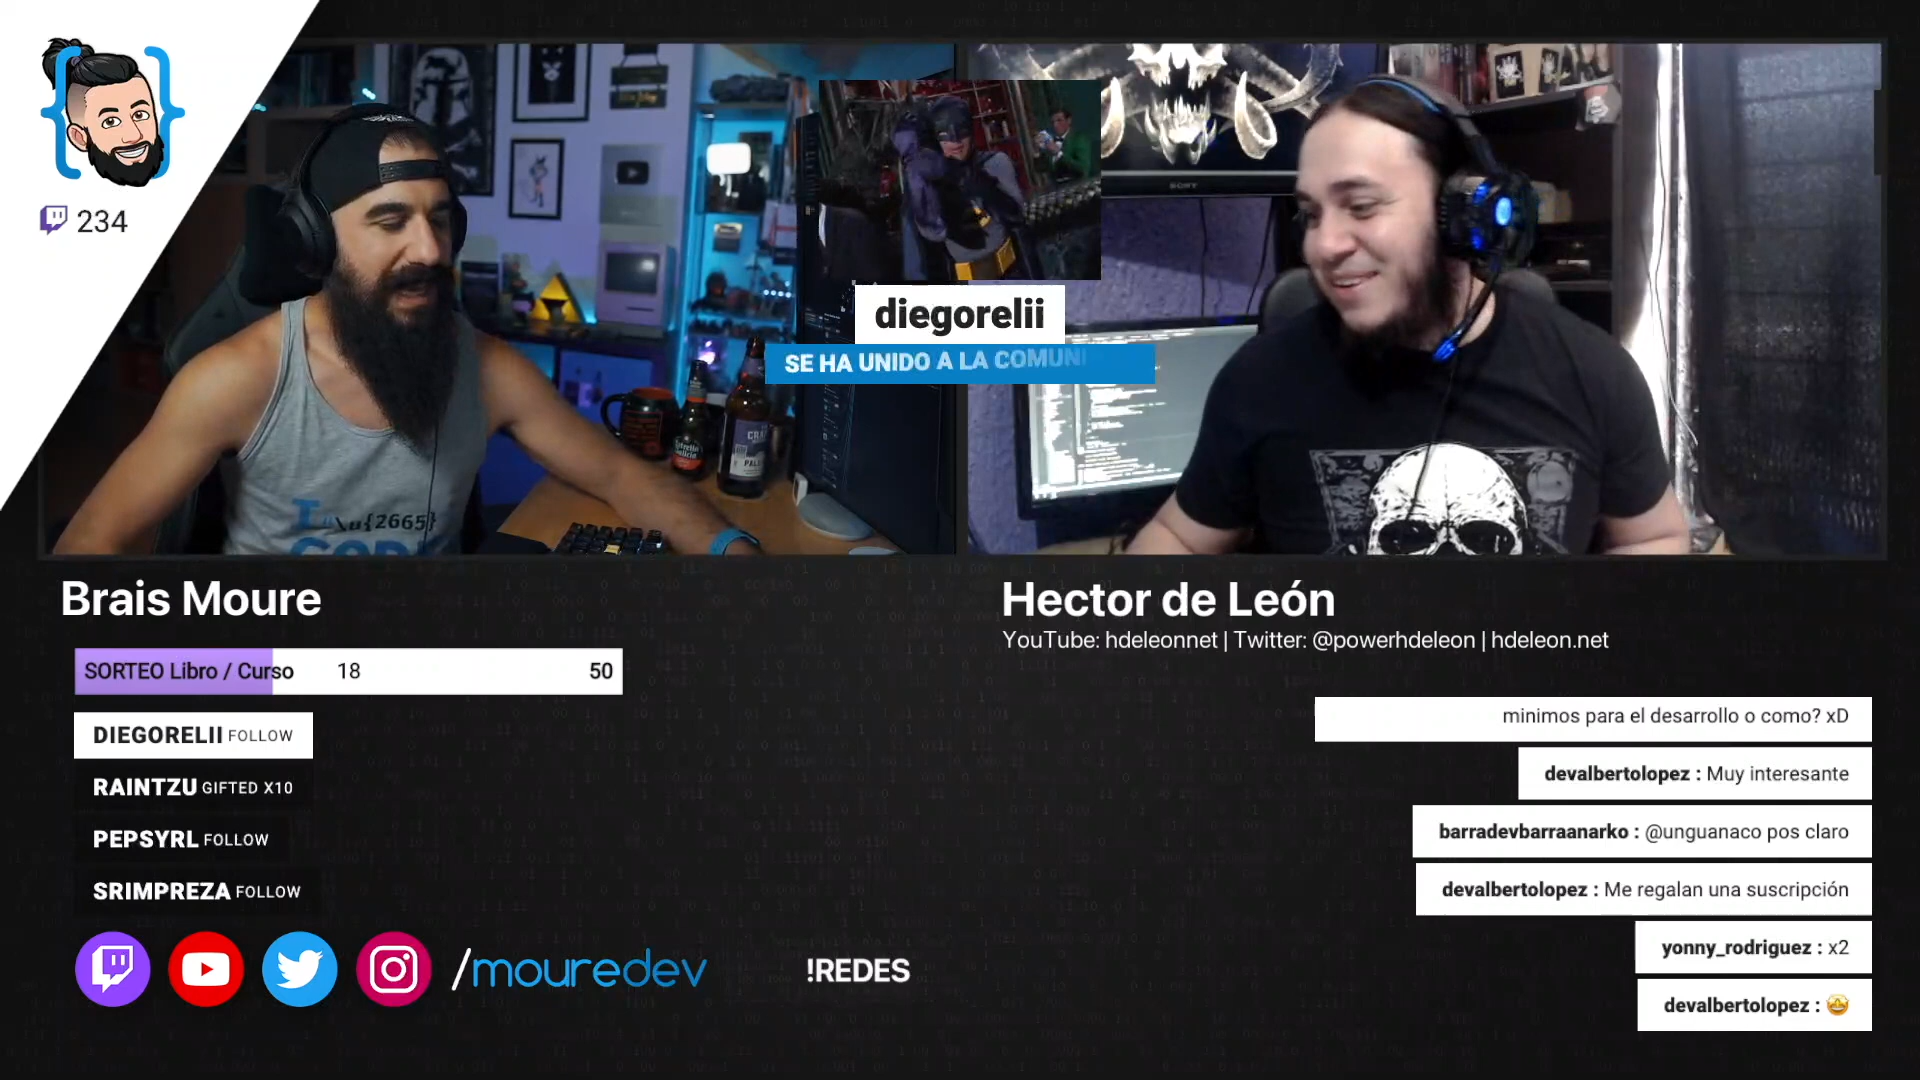 234
SONY
diegorelii
SE HA UNIDO A LA COMUNI
\u{2665}
Brais Moure
Hector de León
YouTube: hdeleonnet | Twitter: @powerhdeleon | hdeleon.net
SORTEO Libro / Curso 18 50
DIEGORELII FOLLOW
RAINTZU GIFTED X10
PEPSYRL FOLLOW
SRIMPREZA FOLLOW
minimos para el desarrollo o como? xD
devalbertolopez : Muy interesante
barradevbarraanarko : @unguanaco pos claro
devalbertolopez : Me regalan una suscripción
yonny_rodriguez : x2
devalbertolopez : 🤩
/mouredev
!REDES